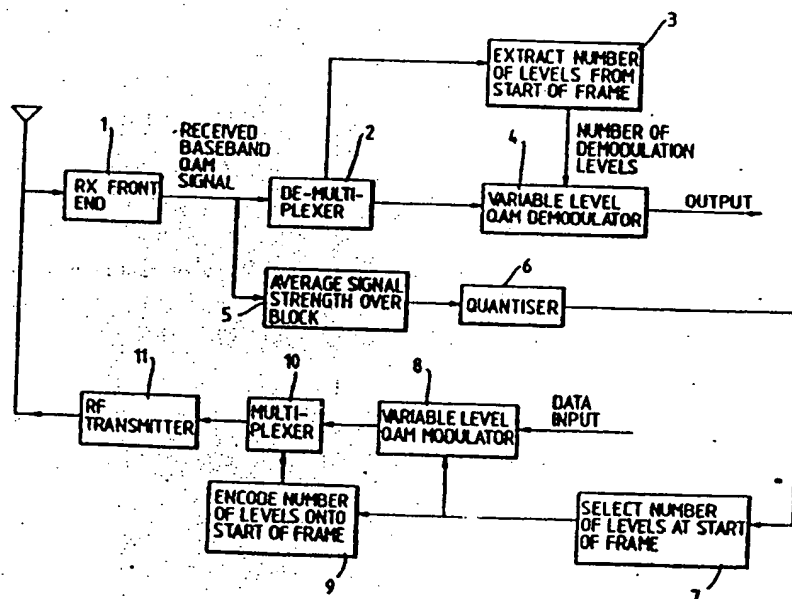 3
EXTRACT NUMBER
OF LEVELS FROM
START OF FRAME
1
RECEIVED
BASEBAND
Q.A.M
SIGNAL
2
NUMBER OF
DEMODULATION
LEVELS
4
RX FRONT
END
DE-MULTI-
PLEXER
VARIABLE LEVEL
Q.A.M DEMODULATOR
OUTPUT
5
AVERAGE SIGNAL
STRENGTH OVER
BLOCK
6
QUANTISER
11
RF
TRANSMITTER
10
MULTI-
PLEXER
8
VARIABLE LEVEL
Q.A.M MODULATOR
DATA
INPUT
ENCODE NUMBER
OF LEVELS ONTO
START OF FRAME
9
SELECT NUMBER
OF LEVELS AT START
OF FRAME
7